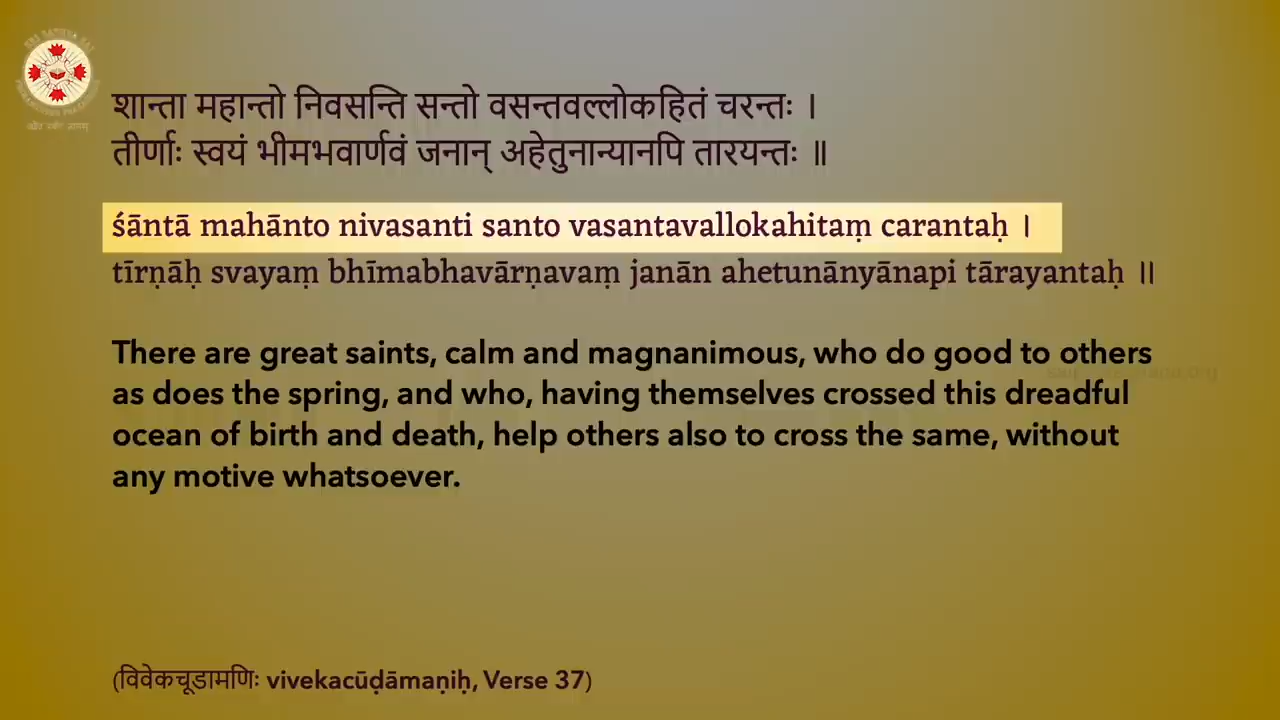 शान्ता महान्तो निवसन्ति सन्तो वसन्तवल्लोकहितं चरन्तः ।
तीर्णाः स्वयं भीमभवार्णवं जनान् अहेतुनान्यानपि तारयन्तः ॥
śāntā mahānto nivasanti santo vasantavallokahitaṃ carantaḥ ।
tīrṇāḥ svayaṃ bhīmabhavārṇavaṃ janān ahetunānyānapi tārayantaḥ ॥
There are great saints, calm and magnanimous, who do good to others
as does the spring, and who, having themselves crossed this dreadful
ocean of birth and death, help others also to cross the same, without
any motive whatsoever.
(विवेकचूडामणिः vivekacūḍāmaṇiḥ, Verse 37)